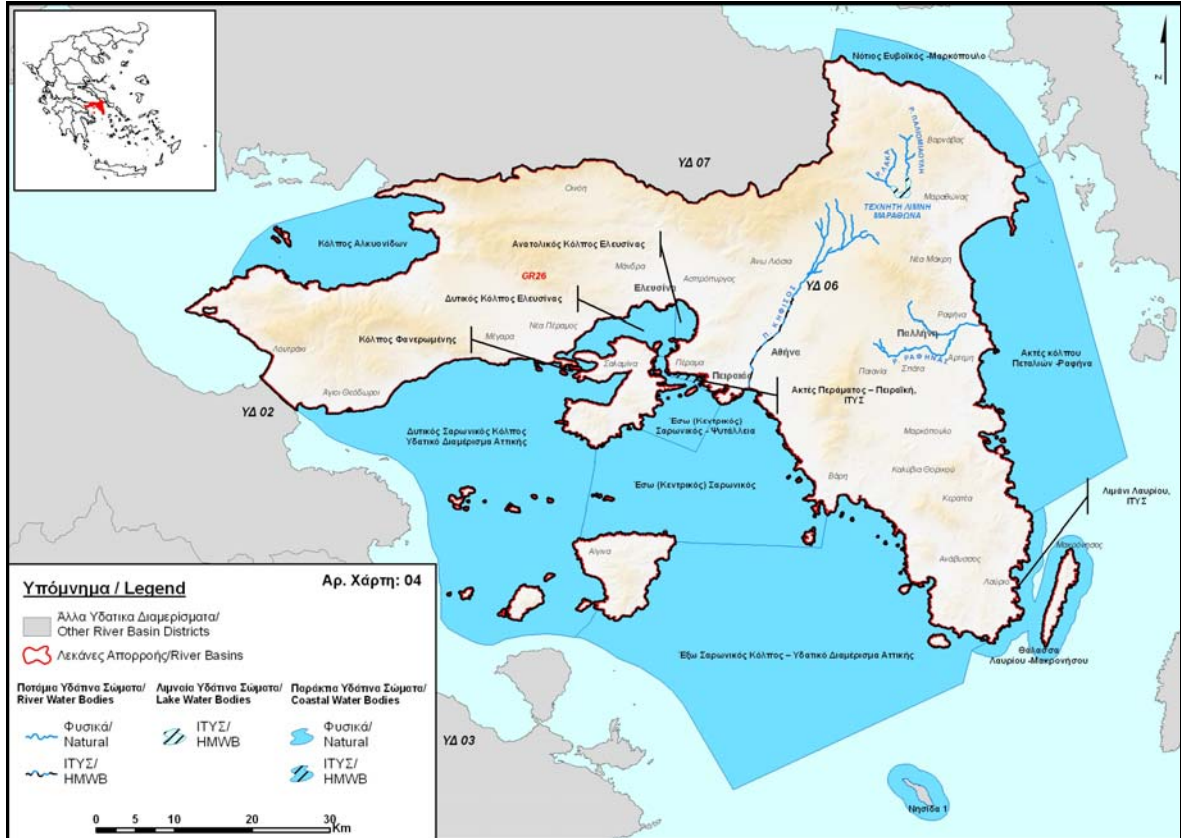 Νότιος Ευβοϊκός -Μαρκόπουλο
Ρ. ΠΑΛΙΟΜΙΑΟΥΛΗ
Βαρνάβας
ΥΔ 07
Οινόη
Μαραθώνας
ΤΕΧΝΗΤΗ ΛΙΜΝΗ
ΜΑΡΑΘΩΝΑ
Κόλπος Αλκυονίδων
Ανατολικός Κόλπος Ελευσίνας
Άνω Λιόσια
Νέα Μάκρη
Μάνδρα
GR26
Ασπρόπυργος
Ελευσίνα
ΥΔ 06
Δυτικός Κόλπος Ελευσίνας
Π. ΚΗΦΙΣΟΣ
Ραφήνα
Νέα Πέραμος
Παλλήνη
Μέγαρα
Κόλπος Φανερωμένης
Λουτράκι
Αθήνα
Ρ. ΡΑΦΗΝΑΣ
Αρτεμη
Ακτές κόλπου
Πεταλιών -Ραφήνα
Σαλαμίνα
Πέραμα
Παιανία
Σπάτα
Πειραιάς
Άγιοι Θεόδωροι
Ακτές Περάματος – Πειραϊκή,
ΙΤΥΣ
ΥΔ 02
Δυτικός Σαρωνικός Κόλπος
Υδατικό Διαμέρισμα Αττικής
Έσω (Κεντρικός)
Σαρωνικός - Ψυτάλλεια
Μαρκόπουλο
Βάρη
Καλύβια Θορικού
Έσω (Κεντρικός) Σαρωνικός
Κερατέα
Λιμάνι Λαυρίου,
ΙΤΥΣ
Αίγινα
Ανάβυσσος
Μακρόνησος
Λαύριο
Θάλασσα
Λαυρίου -Μακρονήσου
Έξω Σαρωνικός Κόλπος – Υδατικό Διαμέρισμα Αττικής
ΥΔ 03
Νησίδα 1
Υπόμνημα / Legend
Αρ. Χάρτη: 04
Άλλα Υδατικα Διαμερίσματα/
Other River Basin Districts
Λεκάνες Απορροής/River Basins
Ποτάμια Υδάτινα Σώματα/
River Water Bodies
Λιμναία Υδάτινα Σώματα/
Lake Water Bodies
Παράκτια Υδάτινα Σώματα/
Coastal Water Bodies
Φυσικά/
Natural
ΙΤΥΣ/
HMWB
ΙΤΥΣ/
HMWB
Φυσικά/
Natural
ΙΤΥΣ/
HMWB
0 5 10 20 30
Km